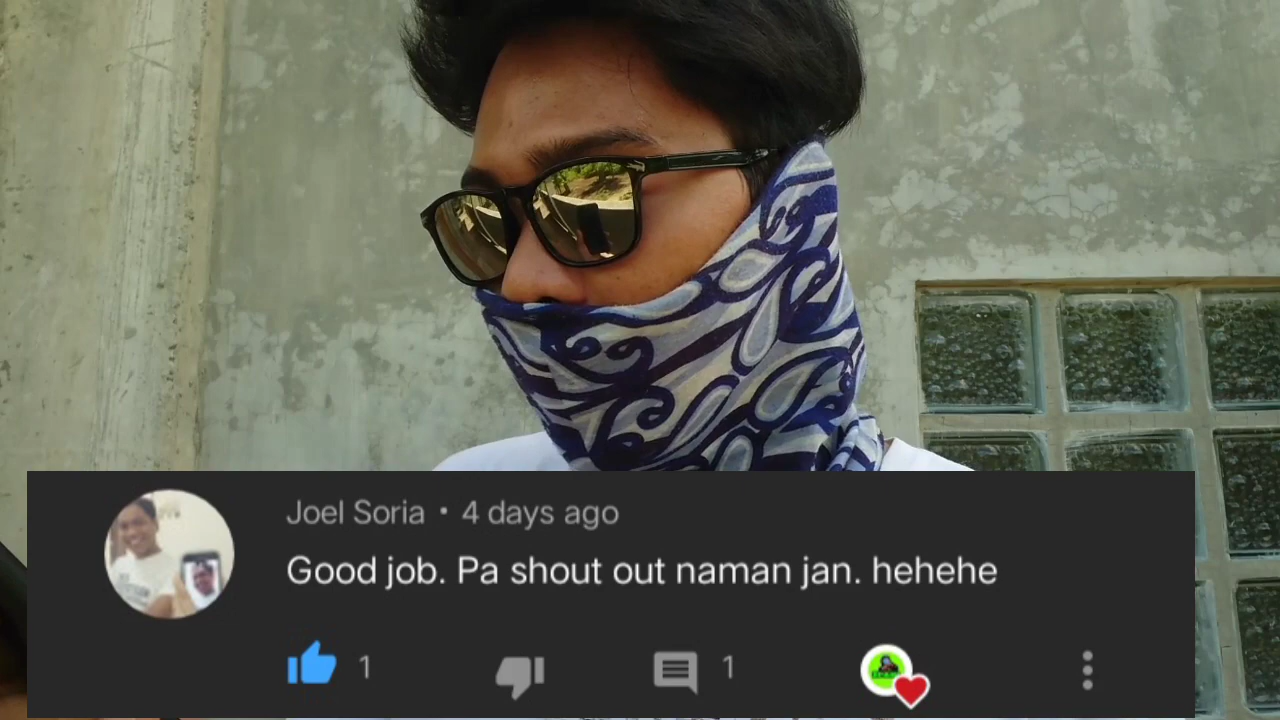 Joel Soria • 4 days ago
Good job. Pa shout out naman jan. hehehe
1
1